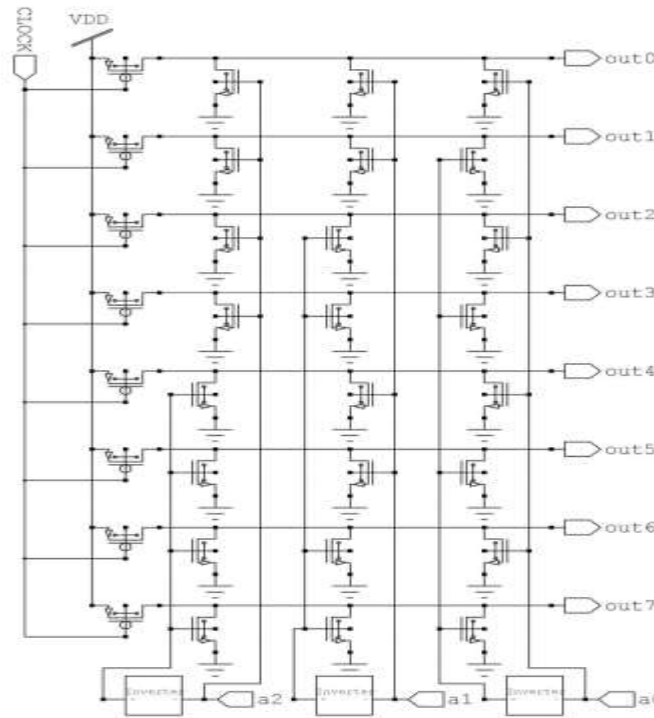 CLOCK
VDD
out0
out1
out2
out3
out4
out5
out6
out7
Inverter
a2
Inverter
a1
Inverter